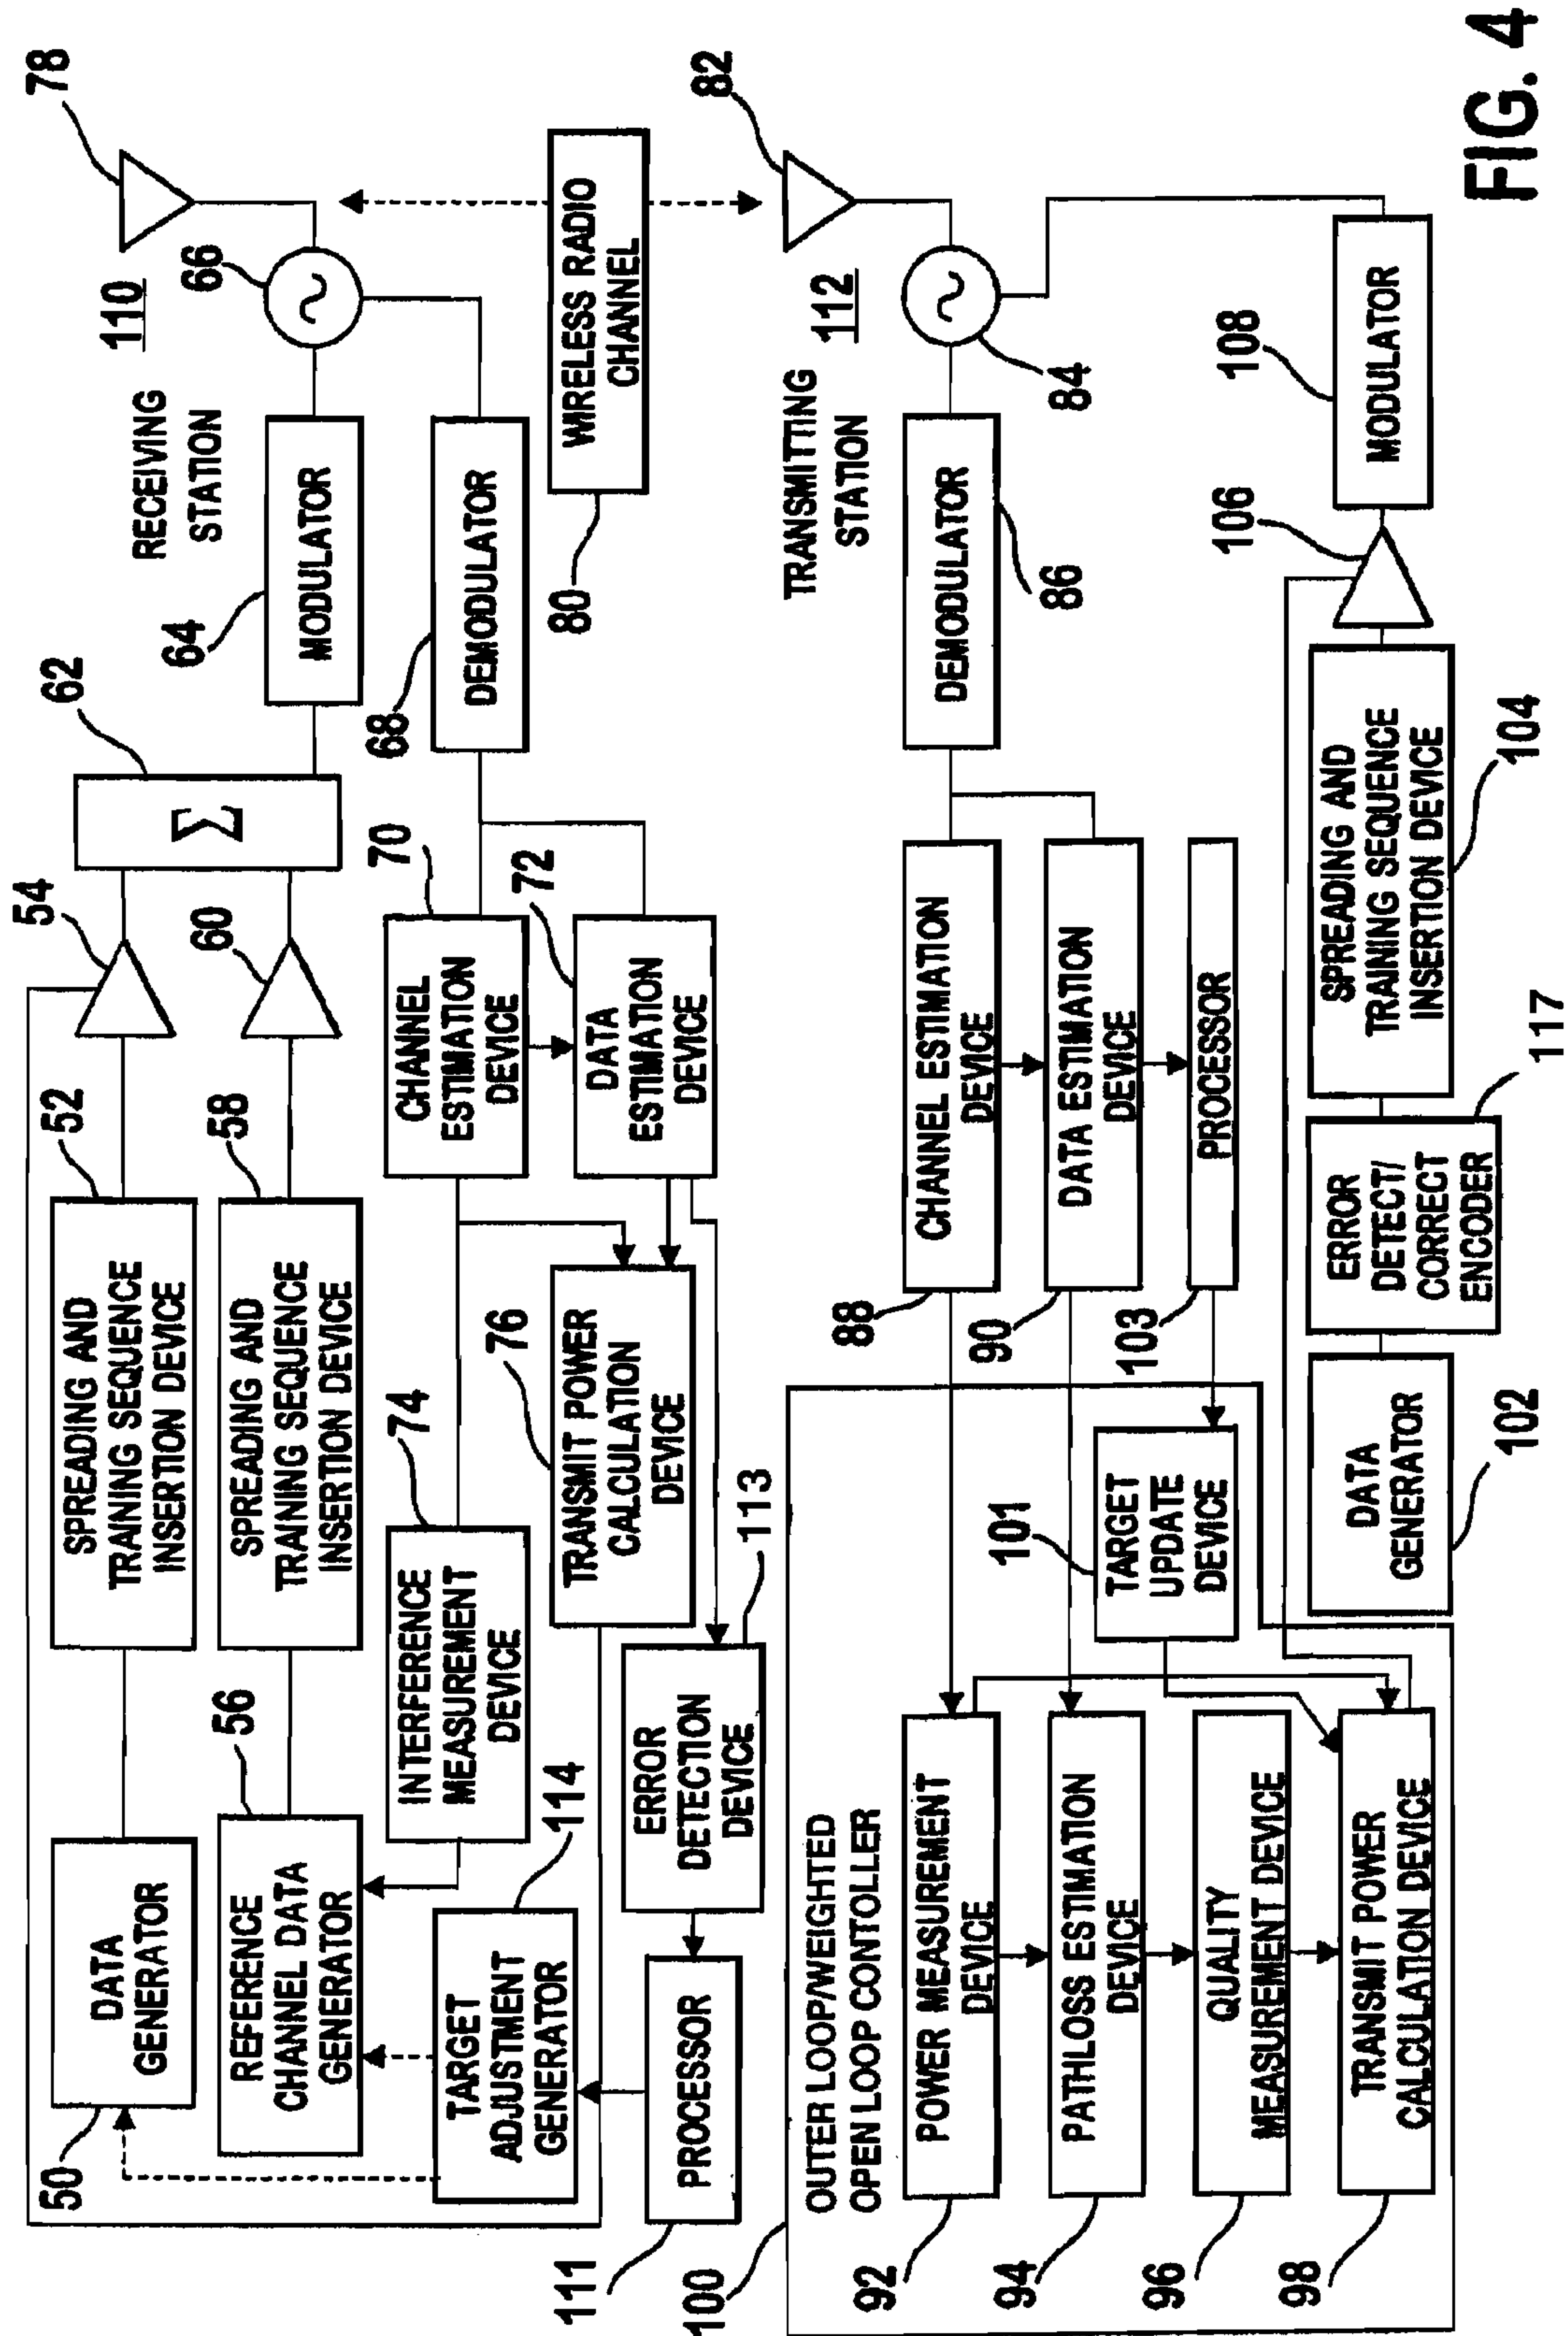 78
110
66
RECEIVING
STATION
62
64
MODULATOR
54
Σ
60
52
SPREADING AND
TRAINING SEQUENCE
INSERTION DEVICE
58
SPREADING AND
TRAINING SEQUENCE
INSERTION DEVICE
50
DATA
GENERATOR
56
REFERENCE
CHANNEL DATA
GENERATOR
68
DEMODULATOR
70
CHANNEL
ESTIMATION
DEVICE
72
DATA
ESTIMATION
DEVICE
74
INTERFERENCE
MEASUREMENT
DEVICE
76
TRANSMIT POWER
CALCULATION
DEVICE
113
ERROR
DETECTION
DEVICE
114
TARGET
ADJUSTMENT
GENERATOR
111
PROCESSOR
80
WIRELESS RADIO
CHANNEL
82
112
84
TRANSMITTING
STATION
86
DEMODULATOR
88
CHANNEL ESTIMATION
DEVICE
90
DATA ESTIMATION
DEVICE
103
PROCESSOR
100
OUTER LOOP/WEIGHTED
OPEN LOOP CONTOLLER
92
POWER MEASUREMENT
DEVICE
94
PATHLOSS ESTIMATION
DEVICE
96
QUALITY
MEASUREMENT DEVICE
98
TRANSMIT POWER
CALCULATION DEVICE
101
TARGET
UPDATE
DEVICE
102
DATA
GENERATOR
117
ERROR
DETECT/
CORRECT
ENCODER
104
SPREADING AND
TRAINING SEQUENCE
INSERTION DEVICE
106
108
MODULATOR
FIG. 4